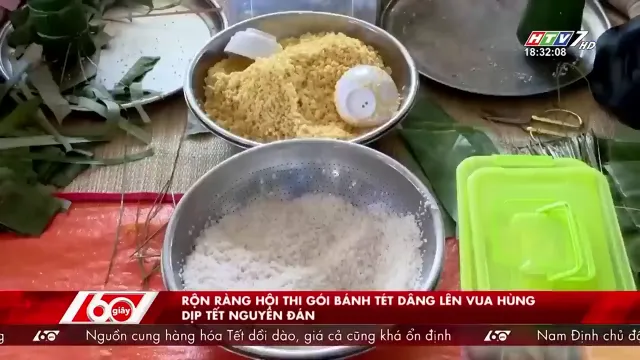 HTV7 HD
18:32:08
60 giây
RỘN RÀNG HỘI THI GÓI BÁNH TÉT DÂNG LÊN VUA HÙNG
DỊP TẾT NGUYÊN ĐÁN
60 Nguồn cung hàng hóa Tết dồi dào, giá cả cũng khá ổn định 60 Nam Định chủ đ